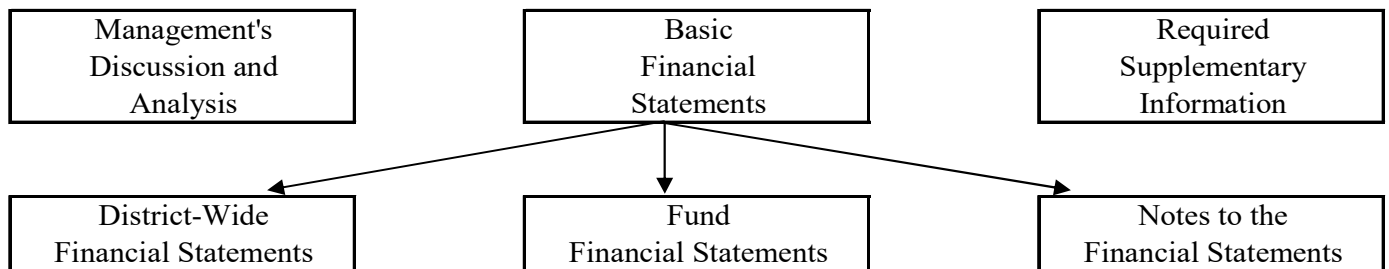 Management's
Discussion and
Analysis
Basic
Financial
Statements
Required
Supplementary
Information
District-Wide
Financial Statements
Fund
Financial Statements
Notes to the
Financial Statements